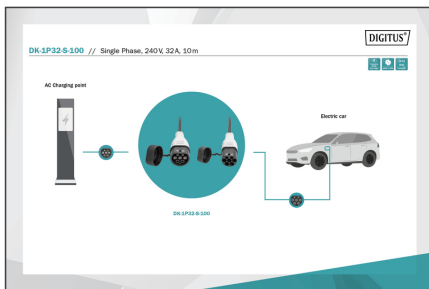 DIGITUS®
DK-1P32-S-100 // Single Phase, 240V, 32A, 10m
AC Charging point
Electric car
DK-1P32-S-100